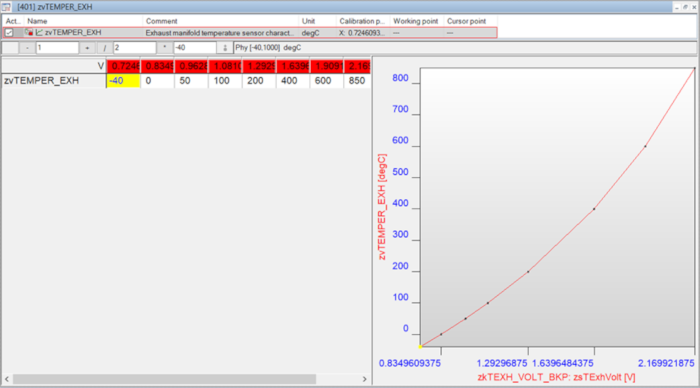 [401] zvTEMPER_EXH
Act... Name Comment Unit Calibration p... Working point Cursor point
zvTEMPER_EXH Exhaust manifold temperature sensor charact... degC X: 0.7246093... --- ---
- 1 + / 2 * -40 Phy [-40,1000] degC
V 0.7246 0.8349 0.9628 1.0810 1.2929 1.6396 1.9091 2.169
zvTEMPER_EXH -40 0 50 100 200 400 600 850
zvTEMPER_EXH [degC]
800
700
600
500
400
300
200
100
0
0.8349609375 1.29296875 1.6396484375 2.169921875
zkTEXH_VOLT_BKP: zsTExhVolt [V]